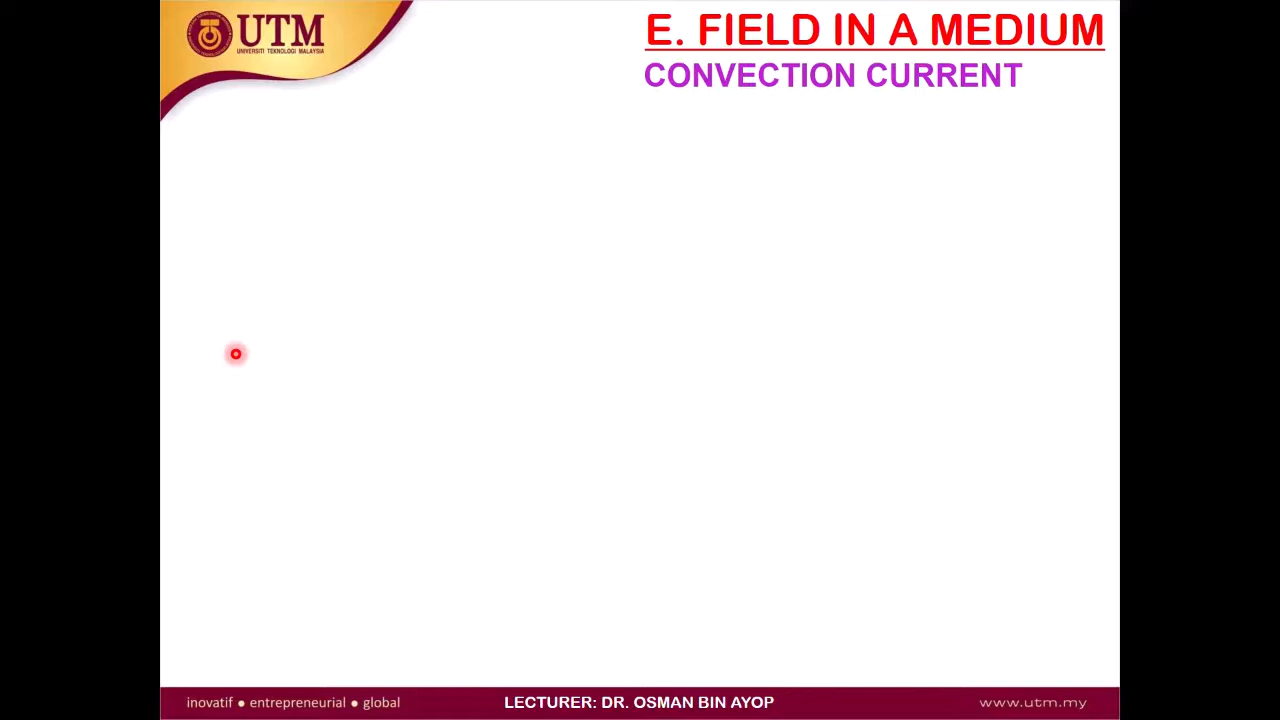 UTM
UNIVERSITI TEKNOLOGI MALAYSIA
E. FIELD IN A MEDIUM
CONVECTION CURRENT
inovatif ● entrepreneurial ● global
LECTURER: DR. OSMAN BIN AYOP
www.utm.my